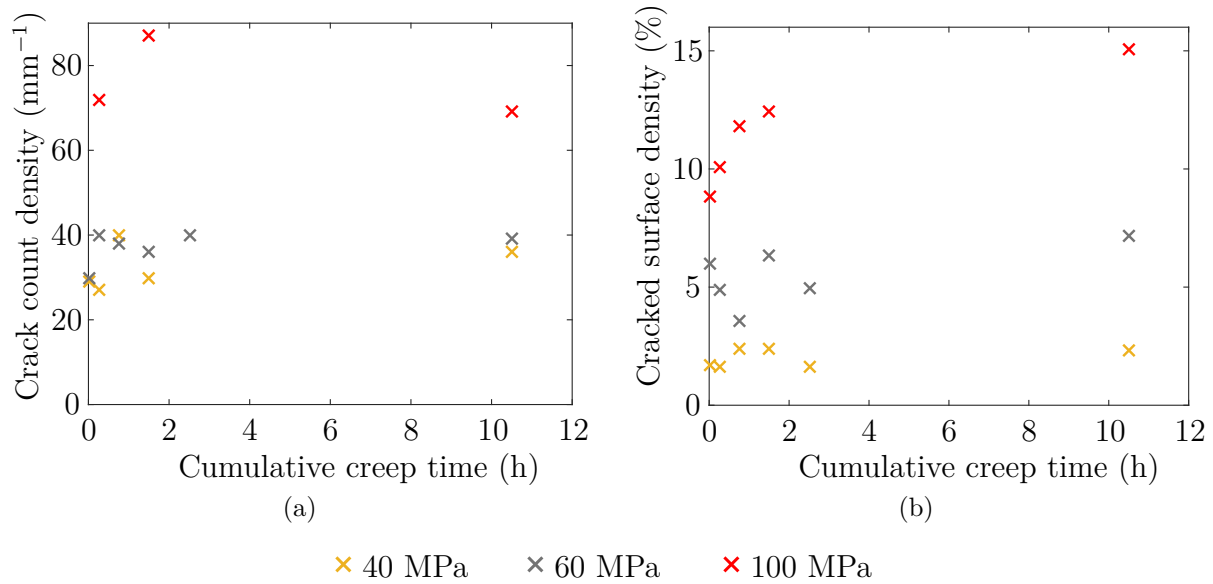 Crack count density (mm⁻¹)
80
60
40
20
0
0 2 4 6 8 10 12
Cumulative creep time (h)
(a)
Cracked surface density (%)
15
10
5
0
0 2 4 6 8 10 12
Cumulative creep time (h)
(b)
40 MPa 60 MPa 100 MPa